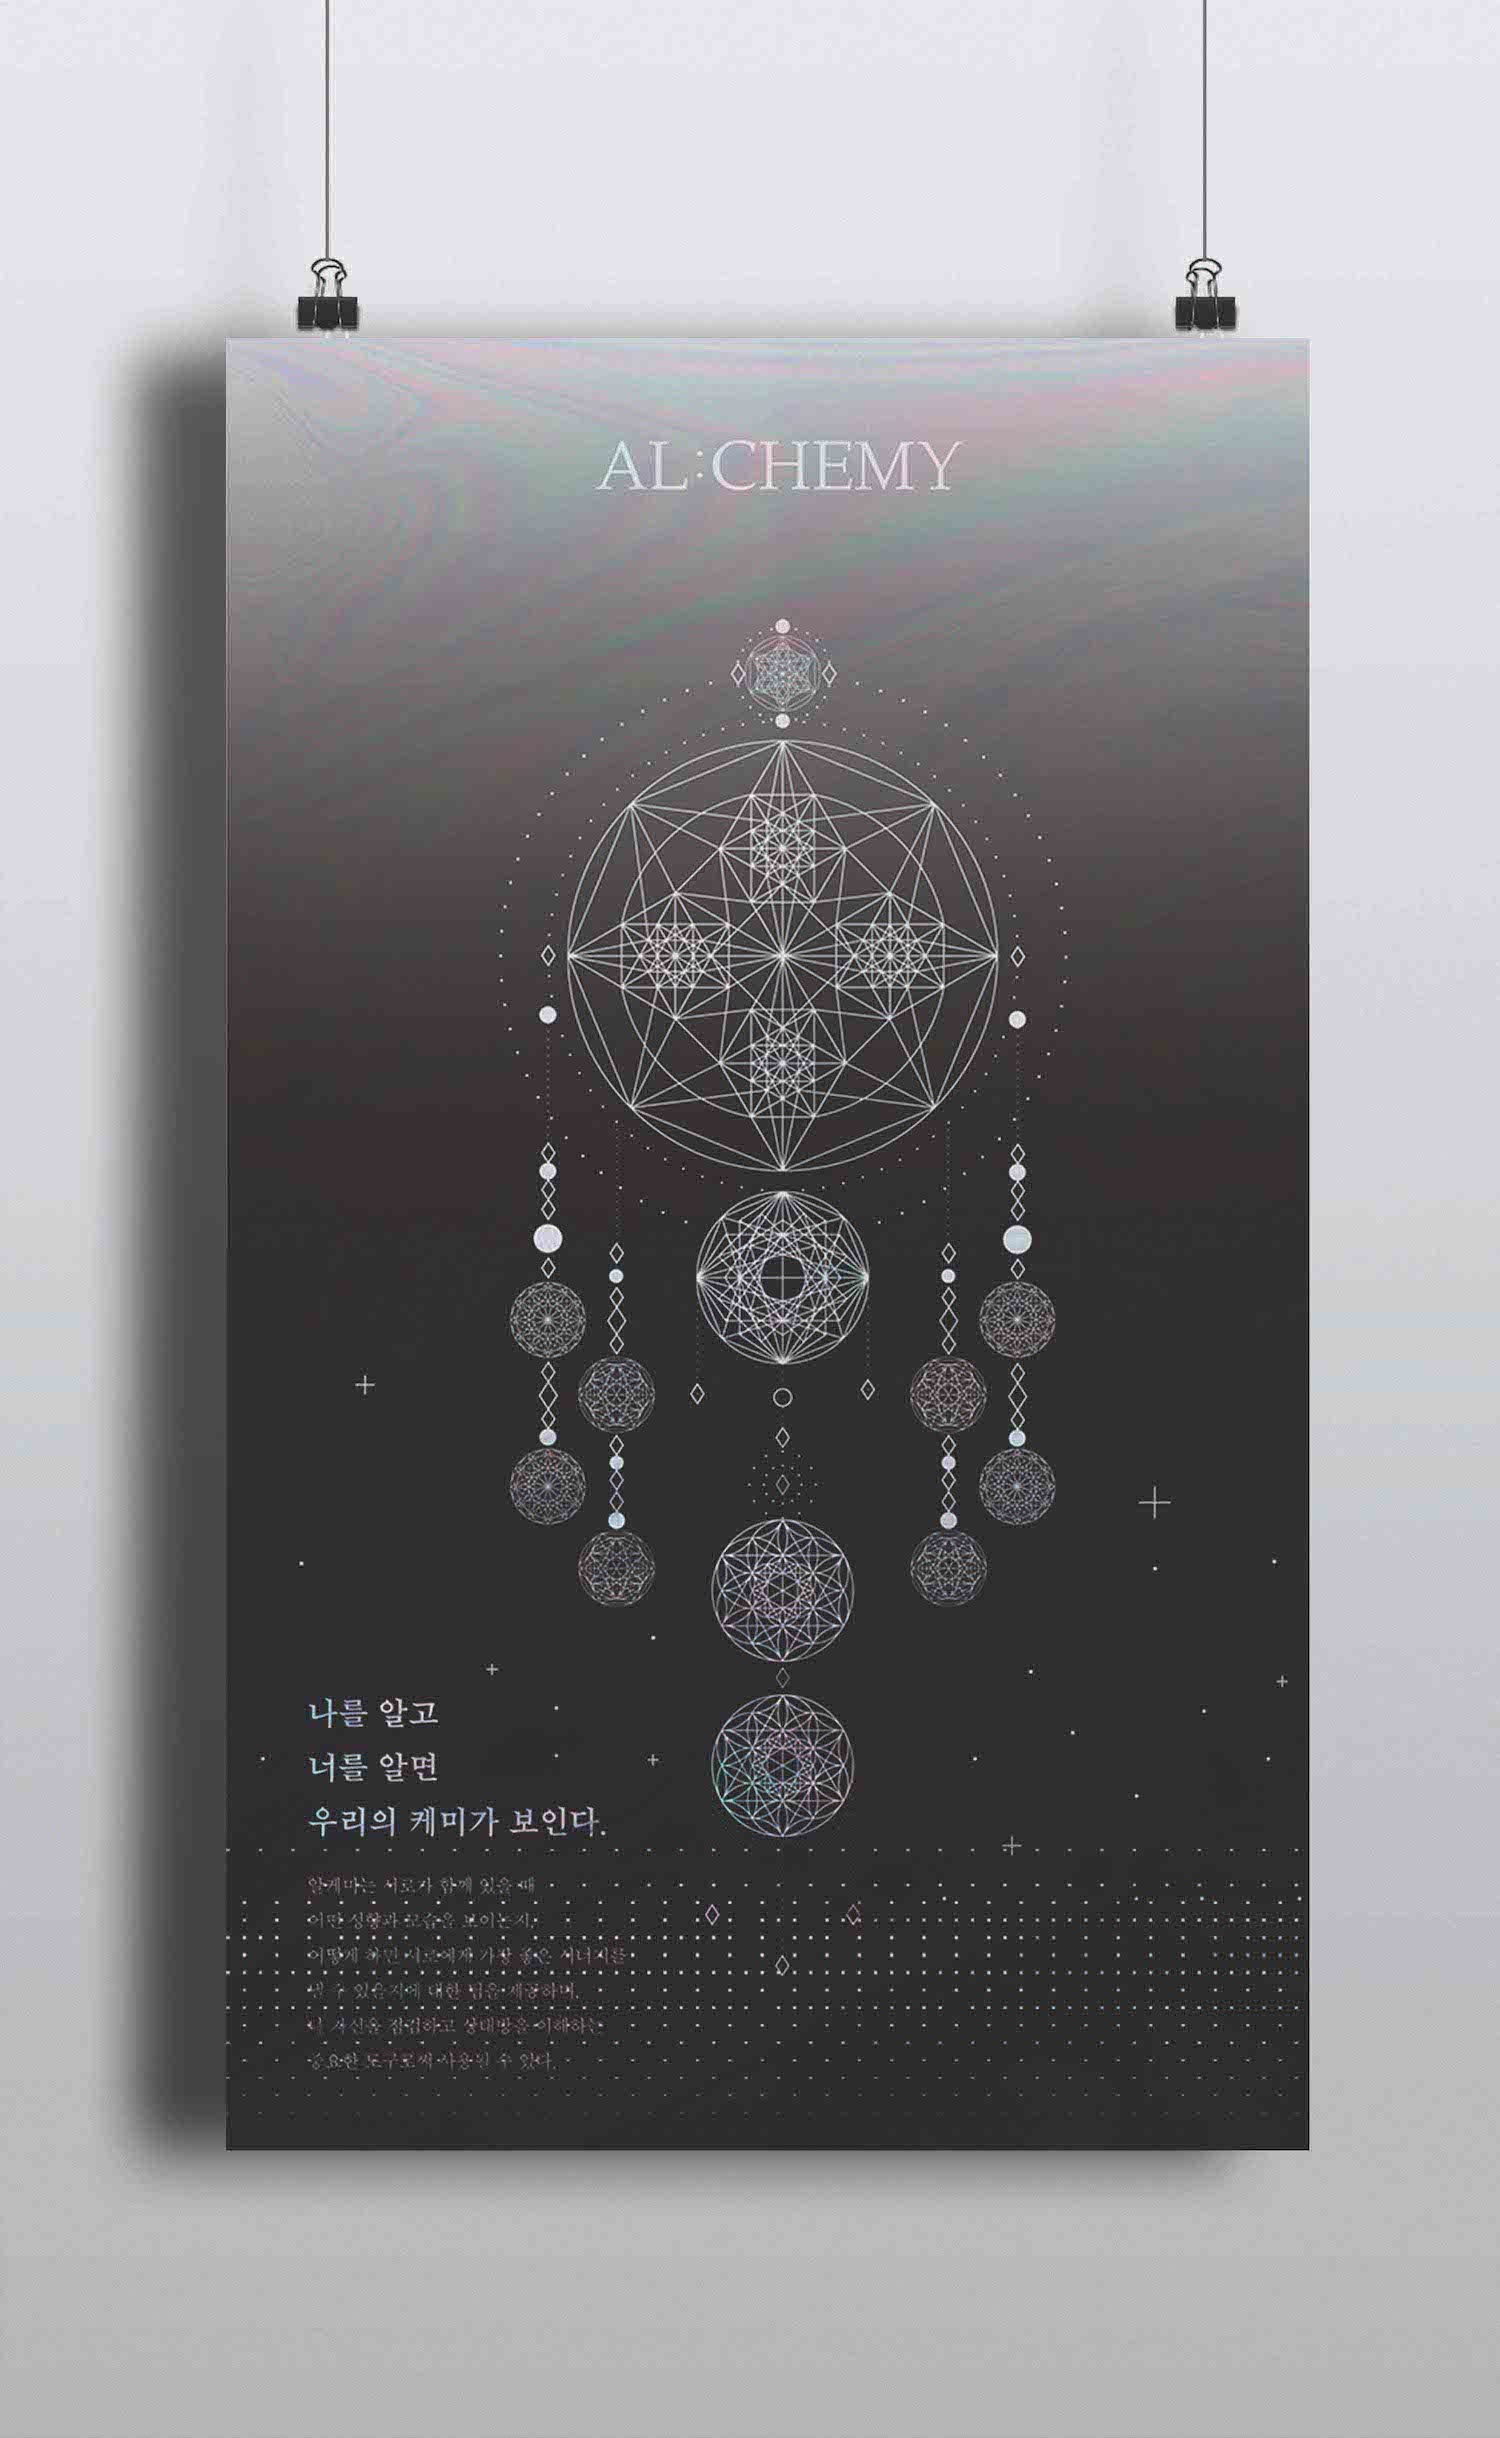 AL:CHEMY
나를 알고
너를 알면
우리의 케미가 보인다.
알케미는 서로가 함께 있을 때
어떤 성향과 모습을 보이는지,
어떻게 하면 서로에게 가장 좋은 시너지를
낼 수 있을지에 대한 팁을 제공하며,
나 자신을 점검하고 상대방을 이해하는
중요한 도구로써 사용될 수 있다.